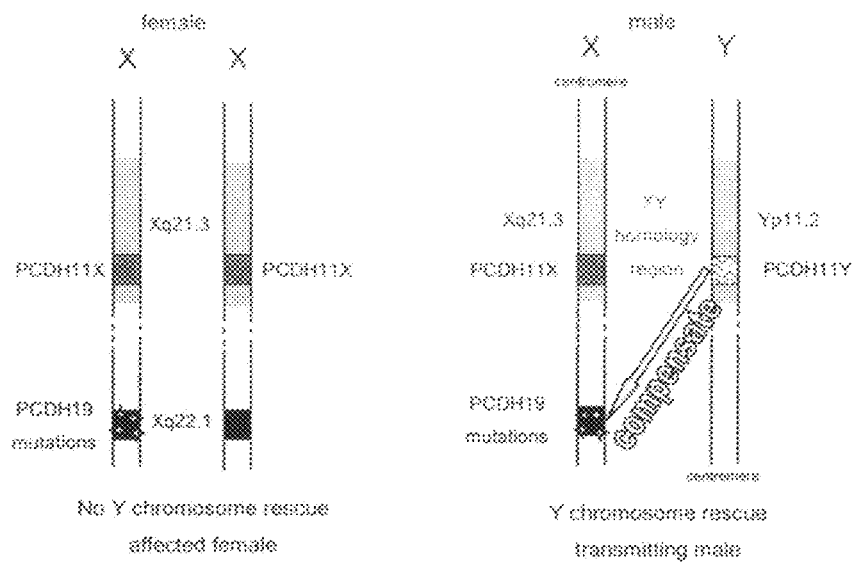 female
X X
Xq21.3
PCDH11X PCDH11X
PCDH19
mutations
Xq22.1
No Y chromosome rescue
affected female
male
X Y
centromere
Xq21.3
XY
homology
region
Yp11.2
PCDH11X
PCDH11Y
compensate
PCDH19
mutations
centromere
Y chromosome rescue
transmitting male